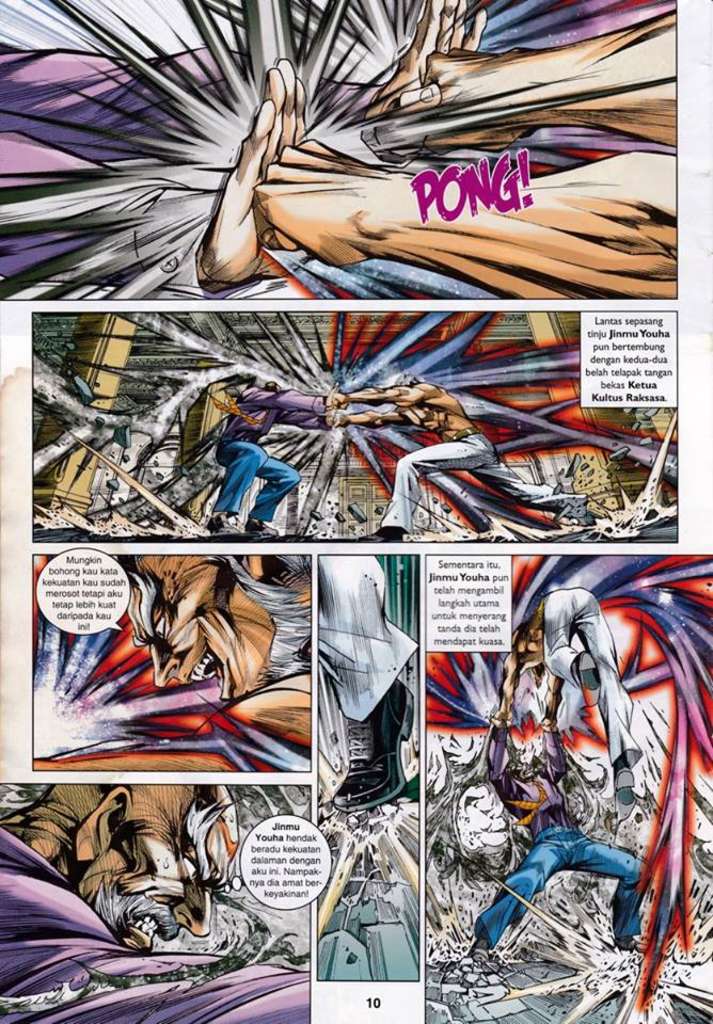 PONG!
Lantas sepasang
tinju Jinmu Youha
pun bertembung
dengan kedua-dua
belah telapak tangan
bekas Ketua
Kultus Raksasa.
Mungkin
bohong kau kata
kekuatan kau sudah
merosot tetapi aku
tetap lebih kuat
daripada kau
ini!
Sementara itu,
Jinmu Youha pun
telah mengambil
langkah utama
untuk menyerang
tanda dia telah
mendapat kuasa.
Jinmu
Youha hendak
beradu kekuatan
dalaman dengan
aku ini. Nampak-
nya dia amat ber-
keyakinan!
10